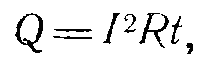 Q = I²Rt,